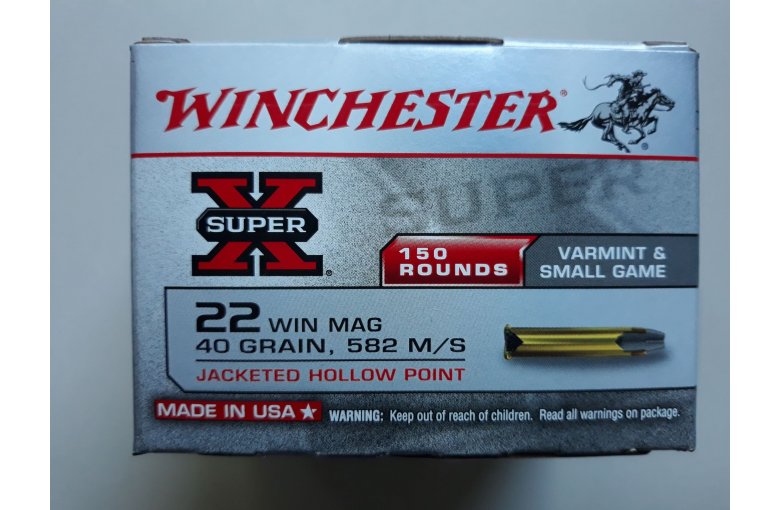 WINCHESTER®
SUPER
X
SUPER
®
150
ROUNDS
VARMINT &
SMALL GAME
22 WIN MAG
40 GRAIN, 582 M/S
JACKETED HOLLOW POINT
MADE IN USA
WARNING: Keep out of reach of children. Read all warnings on package.